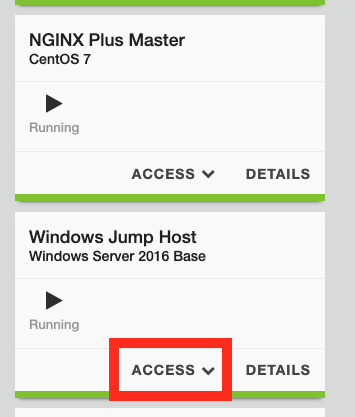 NGINX Plus Master
CentOS 7
Running
ACCESS DETAILS
Windows Jump Host
Windows Server 2016 Base
Running
ACCESS DETAILS